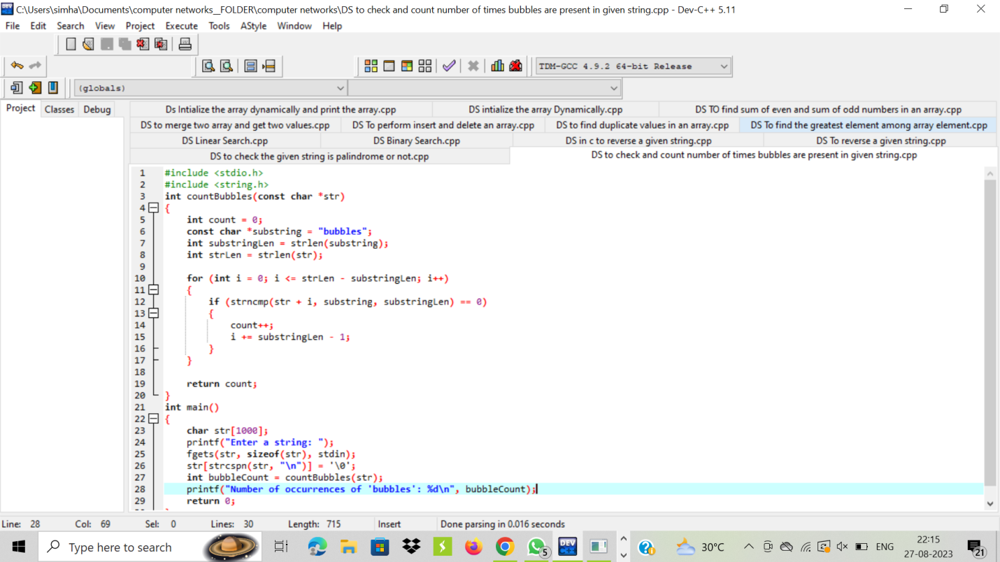 C:\Users\simha\Documents\computer networks_FOLDER\computer networks\DS to check and count number of times bubbles are present in given string.cpp - Dev-C++ 5.11
File Edit Search View Project Execute Tools AStyle Window Help
TDM-GCC 4.9.2 64-bit Release
(globals)
Project Classes Debug
Ds Intialize the array dynamically and print the array.cpp DS intialize the array Dynamically.cpp DS TO find sum of even and sum of odd numbers in an array.cpp
DS to merge two array and get two values.cpp DS To perform insert and delete an array.cpp DS to find duplicate values in an array.cpp DS To find the greatest element among array element.cpp
DS Linear Search.cpp DS Binary Search.cpp DS in c to reverse a given string.cpp DS To reverse a given string.cpp
DS to check the given string is palindrome or not.cpp DS to check and count number of times bubbles are present in given string.cpp
1 #include <stdio.h>
2 #include <string.h>
3 int countBubbles(const char *str)
4 {
5 int count = 0;
6 const char *substring = "bubbles";
7 int substringLen = strlen(substring);
8 int strLen = strlen(str);
9
10 for (int i = 0; i <= strLen - substringLen; i++)
11 {
12 if (strncmp(str + i, substring, substringLen) == 0)
13 {
14 count++;
15 i += substringLen - 1;
16 }
17 }
18
19 return count;
20 }
21 int main()
22 {
23 char str[1000];
24 printf("Enter a string: ");
25 fgets(str, sizeof(str), stdin);
26 str[strcspn(str, "\n")] = '\0';
27 int bubbleCount = countBubbles(str);
28 printf("Number of occurrences of 'bubbles': %d\n", bubbleCount);
29 return 0;
Line: 28 Col: 69 Sel: 0 Lines: 30 Length: 715 Insert Done parsing in 0.016 seconds
Type here to search 5 DEV 30°C ENG 22:15
27-08-2023 21